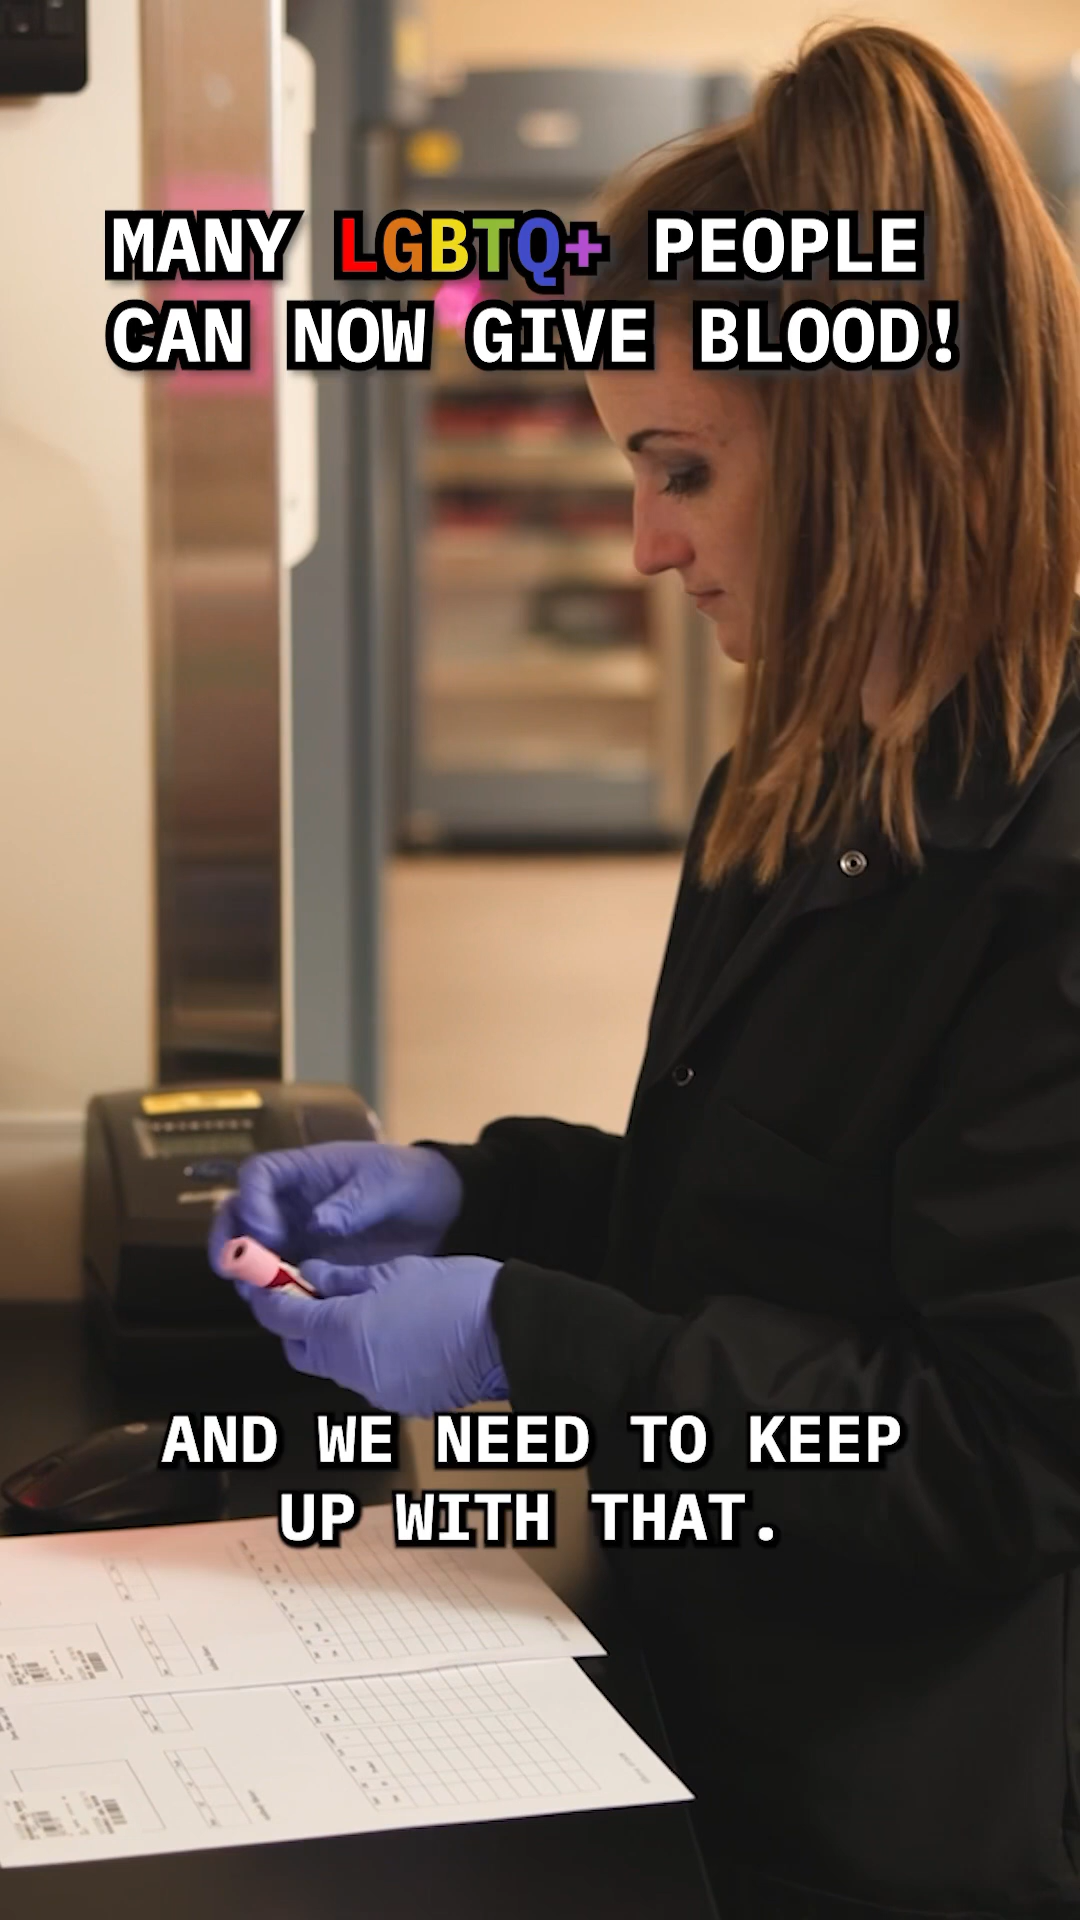 MANY LGBTQ+ PEOPLE
CAN NOW GIVE BLOOD!
AND WE NEED TO KEEP
UP WITH THAT.